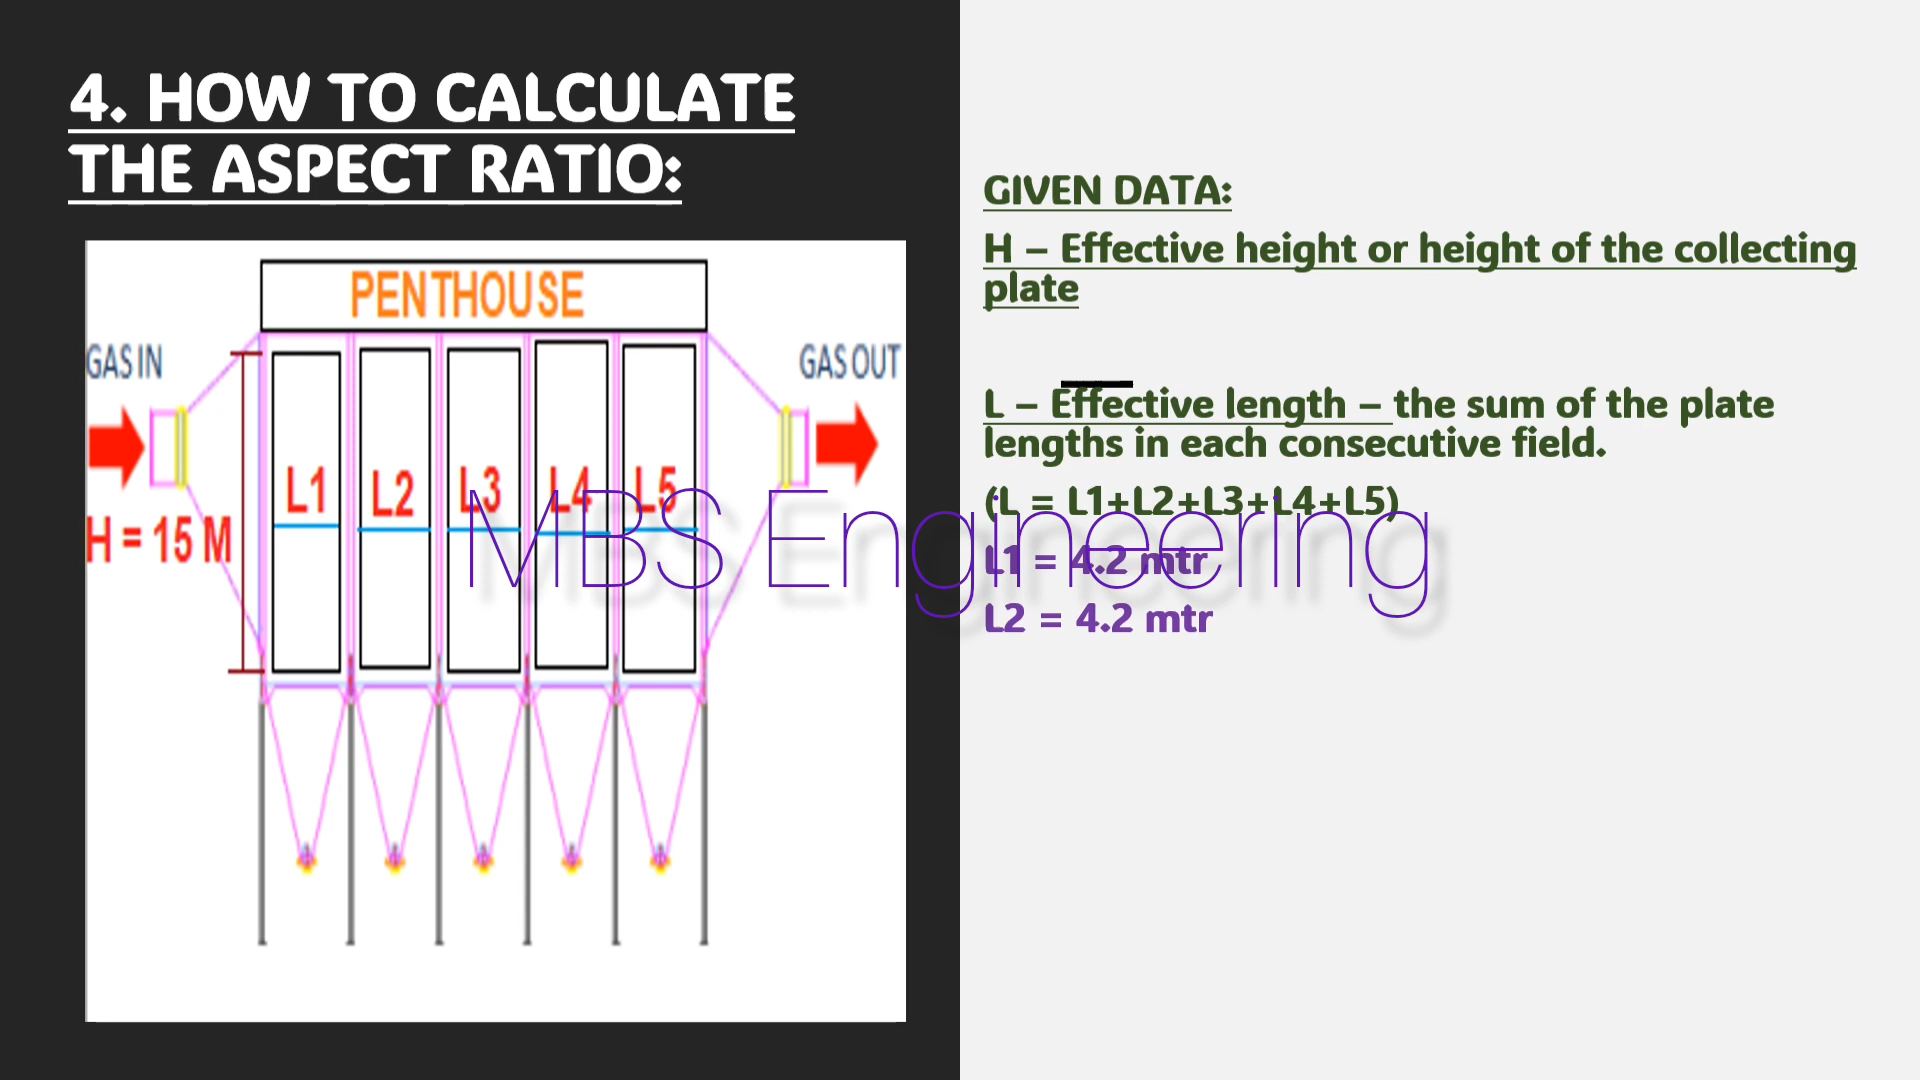 4. HOW TO CALCULATE
THE ASPECT RATIO:
PENTHOUSE
GAS IN
GAS OUT
L1
L2
L3
L4
L5
H = 15 M
GIVEN DATA:
H – Effective height or height of the collecting
plate
L – Effective length – the sum of the plate
lengths in each consecutive field.
(L = L1+L2+L3+L4+L5)
L1 = 4.2 mtr
L2 = 4.2 mtr
MBS Engineering